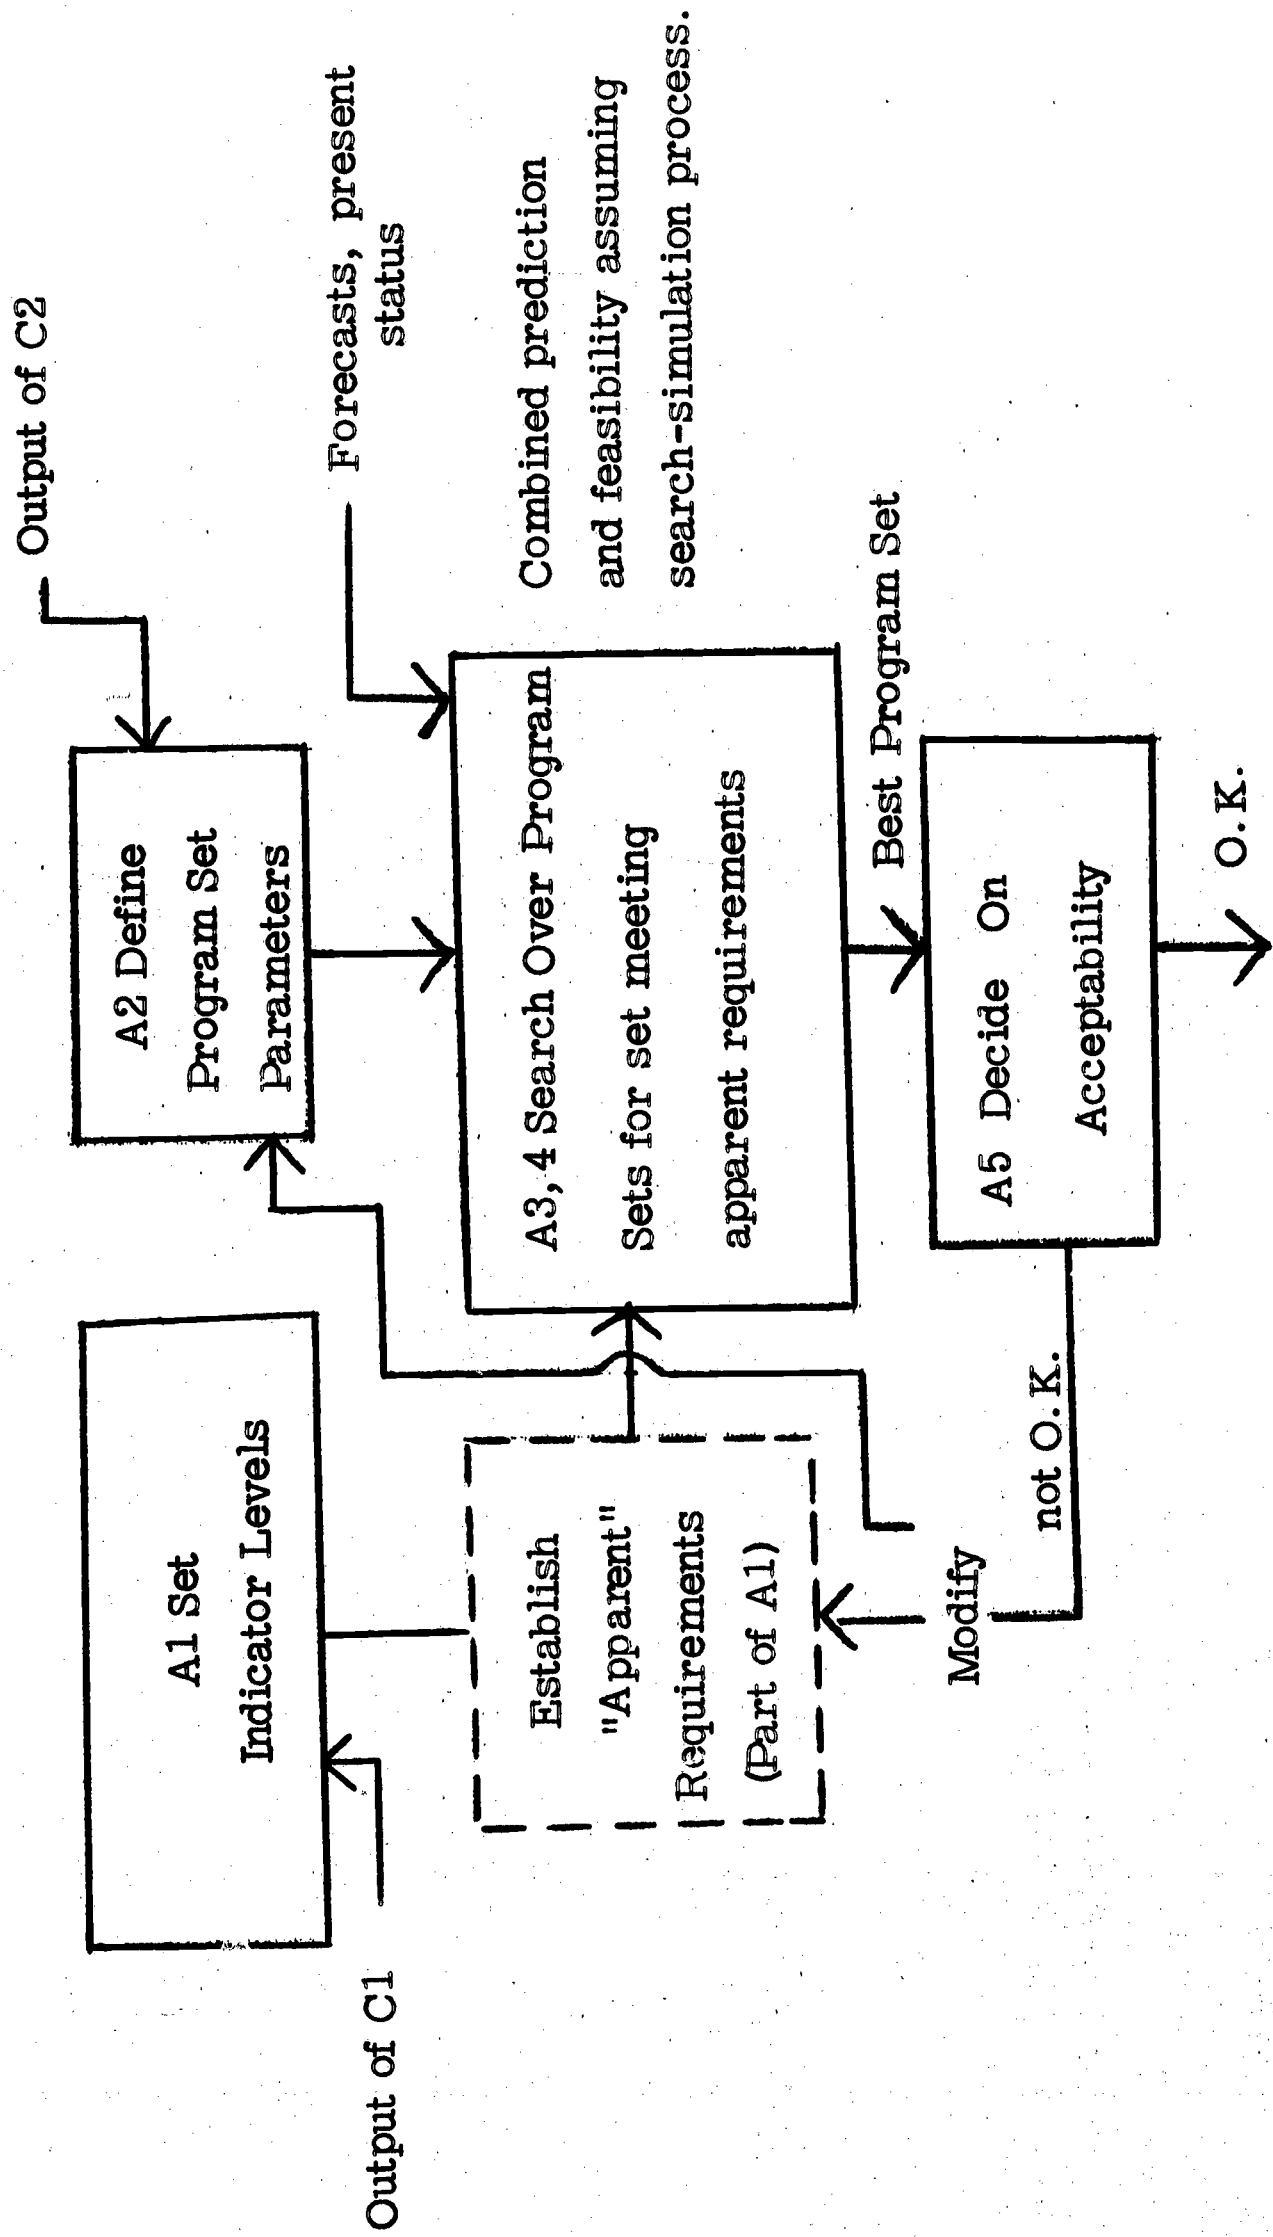 Output of C2
A1 Set
Indicator Levels
A2 Define
Program Set
Parameters
Forecasts, present
status
Output of C1
Establish
"Apparent"
Requirements
(Part of A1)
A3, 4 Search Over Program
Sets for set meeting
apparent requirements
Combined prediction
and feasibility assuming
search-simulation process.
Best Program Set
Modify
not O.K.
A5 Decide On
Acceptability
O.K.